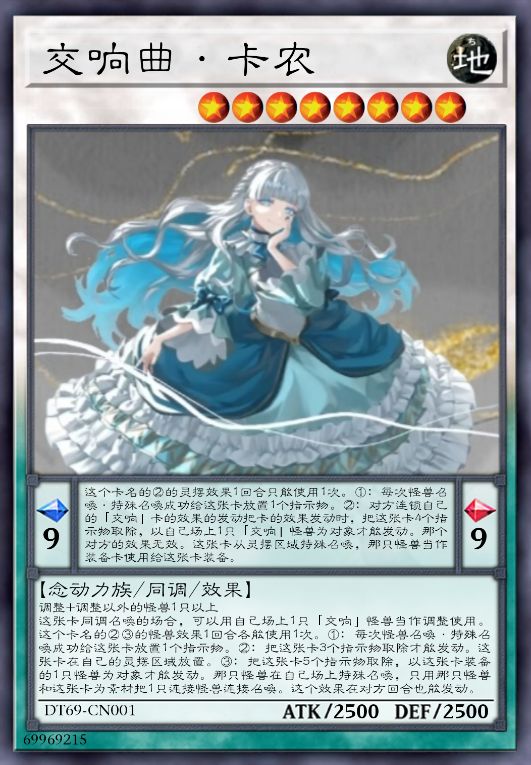 交响曲·卡农
ち
地
这个卡名的②的灵摆效果1回合只能使用1次。①：每次怪兽召
唤·特殊召唤成功给这张卡放置1个指示物。②：对方连锁自己
的「交响」卡的效果的发动把卡的效果发动时，把这张卡4个指
示物取除，以自己场上1只「交响」怪兽为对象才能发动。那个
对方的效果无效。这张卡从灵摆区域特殊召唤，那只怪兽当作
装备卡使用给这张卡装备。
9
9
【念动力族/同调/效果】
调整+调整以外的怪兽1只以上
这张卡同调召唤的场合，可以用自己场上1只「交响」怪兽当作调整使用。
这个卡名的②③的怪兽效果1回合各能使用1次。①：每次怪兽召唤·特殊召
唤成功给这张卡放置1个指示物。②：把这张卡3个指示物取除才能发动。这
张卡在自己的灵摆区域放置。③：把这张卡5个指示物取除，以这张卡装备
的1只怪兽为对象才能发动。那只怪兽在自己场上特殊召唤，只用那只怪兽
和这张卡为素材把1只连接怪兽连接召唤。这个效果在对方回合也能发动。
DT69-CN001
ATK/2500 DEF/2500
69969215